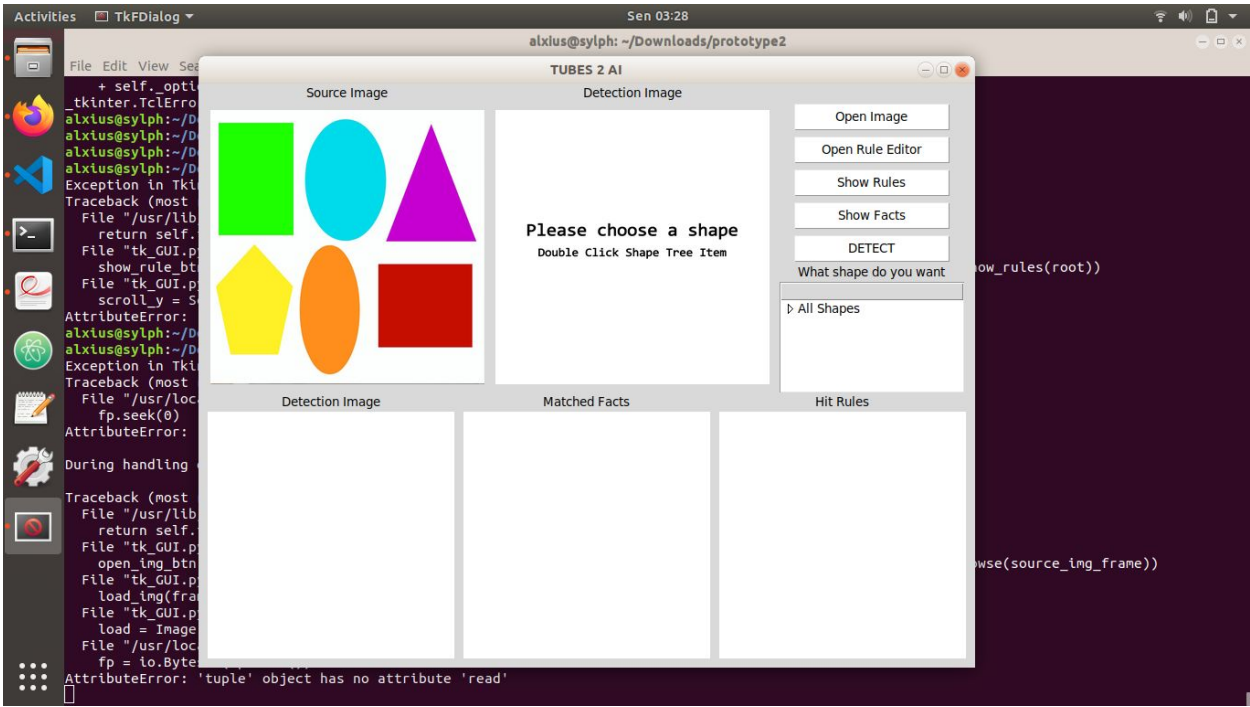 Activities TkFDialog Sen 03:28
alxius@sylph: ~/Downloads/prototype2
File Edit View
TUBES 2 AI
Source Image
Detection Image
Open Image
Open Rule Editor
Show Rules
Show Facts
DETECT
What shape do you want
All Shapes
Please choose a shape
Double Click Shape Tree Item
Detection Image
Matched Facts
Hit Rules
+ self._opti
_tkinter.TclErro
alxius@sylph:~/D
alxius@sylph:~/D
alxius@sylph:~/D
alxius@sylph:~/D
Exception in Tki
Traceback (most
File "/usr/lib
return self.
File "tk_GUI.p
show_rule_bt ow_rules(root))
File "tk_GUI.p
scroll_y = S
AttributeError:
alxius@sylph:~/D
alxius@sylph:~/D
Exception in Tki
Traceback (most
File "/usr/loc
fp.seek(0)
AttributeError:
During handling
Traceback (most
File "/usr/lib
return self.
File "tk_GUI.p
open_img_btn wse(source_img_frame))
File "tk_GUI.p
load_img(fra
File "tk_GUI.p
load = Image
File "/usr/loc
fp = io.Byte
AttributeError: 'tuple' object has no attribute 'read'